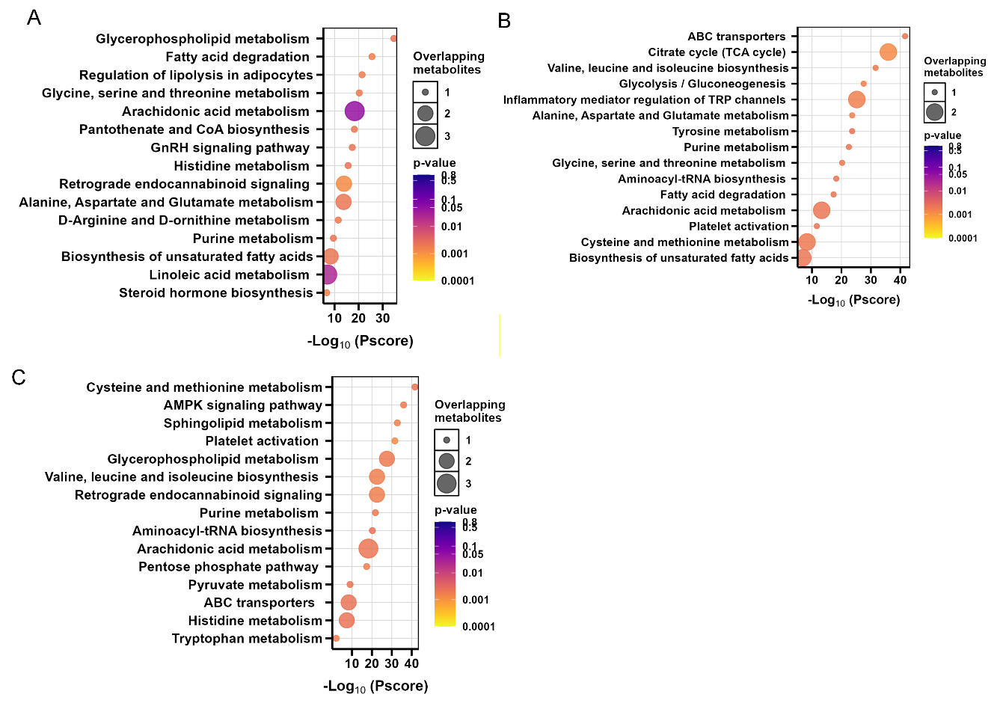 A
Glycerophospholipid metabolism
Fatty acid degradation
Regulation of lipolysis in adipocytes
Glycine, serine and threonine metabolism
Arachidonic acid metabolism
Pantothenate and CoA biosynthesis
GnRH signaling pathway
Histidine metabolism
Retrograde endocannabinoid signaling
Alanine, Aspartate and Glutamate metabolism
D-Arginine and D-ornithine metabolism
Purine metabolism
Biosynthesis of unsaturated fatty acids
Linoleic acid metabolism
Steroid hormone biosynthesis
10 20 30
-Log10 (Pscore)
Overlapping
metabolites
1
2
3
p-value
0.8
0.5
0.1
0.05
0.01
0.001
0.0001
B
ABC transporters
Citrate cycle (TCA cycle)
Valine, leucine and isoleucine biosynthesis
Glycolysis / Gluconeogenesis
Inflammatory mediator regulation of TRP channels
Alanine, Aspartate and Glutamate metabolism
Tyrosine metabolism
Purine metabolism
Glycine, serine and threonine metabolism
Aminoacyl-tRNA biosynthesis
Fatty acid degradation
Arachidonic acid metabolism
Platelet activation
Cysteine and methionine metabolism
Biosynthesis of unsaturated fatty acids
10 20 30 40
-Log10 (Pscore)
Overlapping
metabolites
1
2
p-value
0.8
0.5
0.1
0.05
0.01
0.001
0.0001
C
Cysteine and methionine metabolism
AMPK signaling pathway
Sphingolipid metabolism
Platelet activation
Glycerophospholipid metabolism
Valine, leucine and isoleucine biosynthesis
Retrograde endocannabinoid signaling
Purine metabolism
Aminoacyl-tRNA biosynthesis
Arachidonic acid metabolism
Pentose phosphate pathway
Pyruvate metabolism
ABC transporters
Histidine metabolism
Tryptophan metabolism
10 20 30 40
-Log10 (Pscore)
Overlapping
metabolites
1
2
3
p-value
0.8
0.5
0.1
0.05
0.01
0.001
0.0001